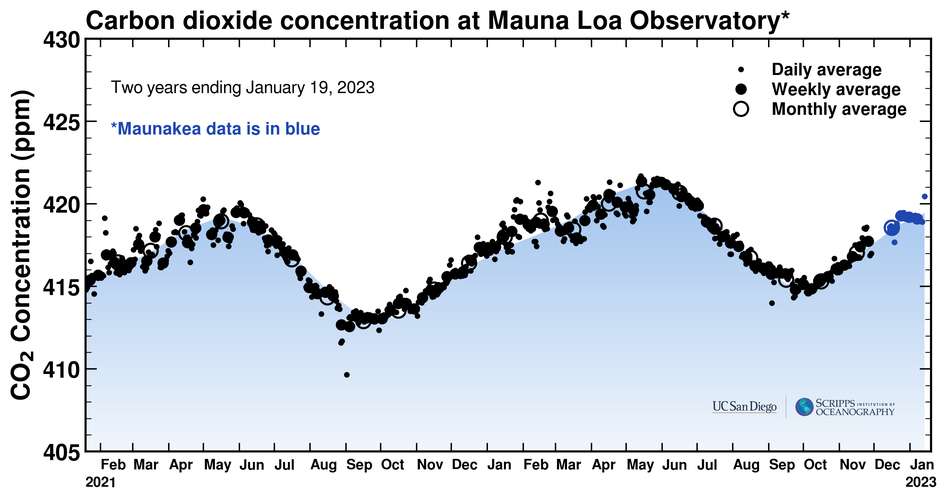 Carbon dioxide concentration at Mauna Loa Observatory*
CO2 Concentration (ppm)
430
425
420
415
410
405
Two years ending January 19, 2023
*Maunakea data is in blue
Daily average
Weekly average
Monthly average
UC San Diego
SCRIPPS INSTITUTION OF
OCEANOGRAPHY
Feb Mar Apr May Jun Jul Aug Sep Oct Nov Dec Jan Feb Mar Apr May Jun Jul Aug Sep Oct Nov Dec Jan
2021 2023